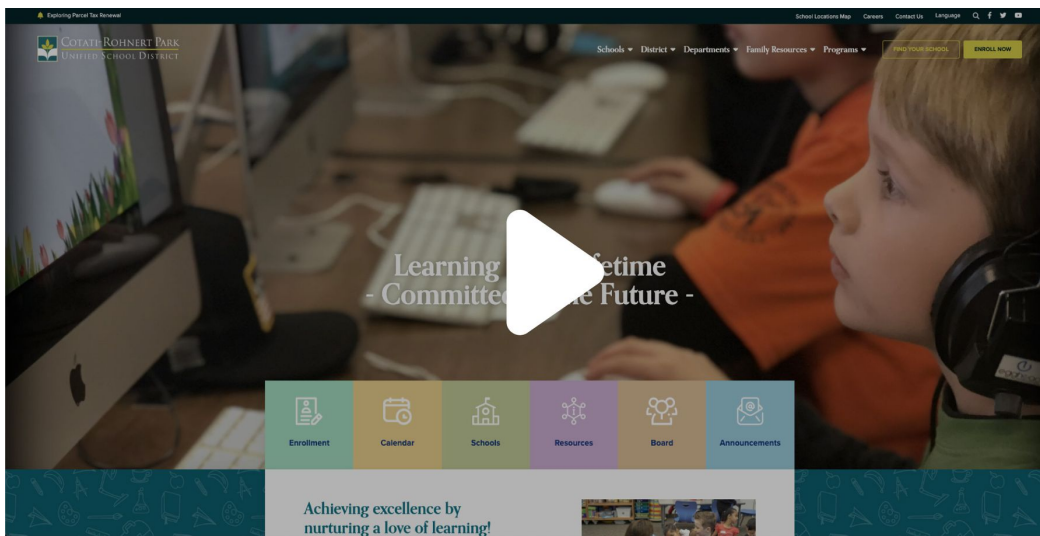 Exploring Parcel Tax Renewal
School Locations Map Careers Contact Us Language
COTATI-ROHNERT PARK
UNIFIED SCHOOL DISTRICT
Schools District Departments Family Resources Programs FIND YOUR SCHOOL ENROLL NOW
Learning etime
- Committe e Future -
Enrollment Calendar Schools Resources Board Announcements
Achieving excellence by
nurturing a love of learning!